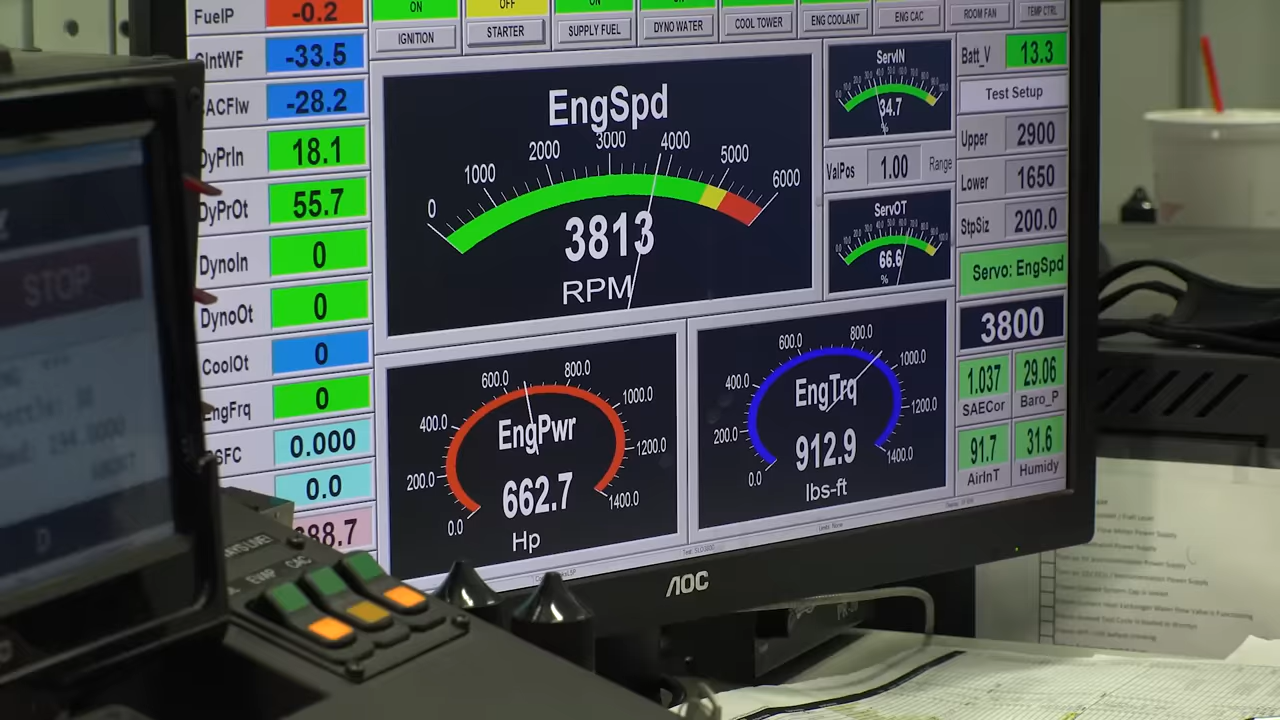 FuelP -0.2
ON
OFF
ON
IGNITION
STARTER
SUPPLY FUEL
DYNO WATER
COOL TOWER
ENG COOLANT
ENG CAC
ROOM FAN
TEMP CTRL
-33.5
ACFlw -28.2
DyPrIn 18.1
DyPrOt 55.7
DynoIn 0
DynoOt 0
CoolOt 0
EngFrq 0
SFC 0.000
0.0
88.7
EngSpd
0 1000 2000 3000 4000 5000 6000
3813
RPM
ServIN
34.7
%
ValPos 1.00 Range
ServOT
66.6
%
Batt_V 13.3
Test Setup
Upper 2900
Lower 1650
StpSiz 200.0
Servo: EngSpd
3800
1.037 29.06
SAECor Baro_P
91.7 31.6
AirInT Humidy
EngPwr
0.0 200.0 400.0 600.0 800.0 1000.0 1200.0 1400.0
662.7
Hp
EngTrq
0.0 200.0 400.0 600.0 800.0 1000.0 1200.0 1400.0
912.9
lbs-ft
AOC
STOP
D
EVAP
CAC